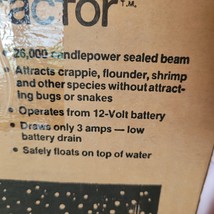 actor T.M.
• 26,000 candlepower sealed beam
• Attracts crappie, flounder, shrimp
and other species without attract-
ing bugs or snakes
• Operates from 12-Volt battery
• Draws only 3 amps — low
battery drain
• Safely floats on top of water